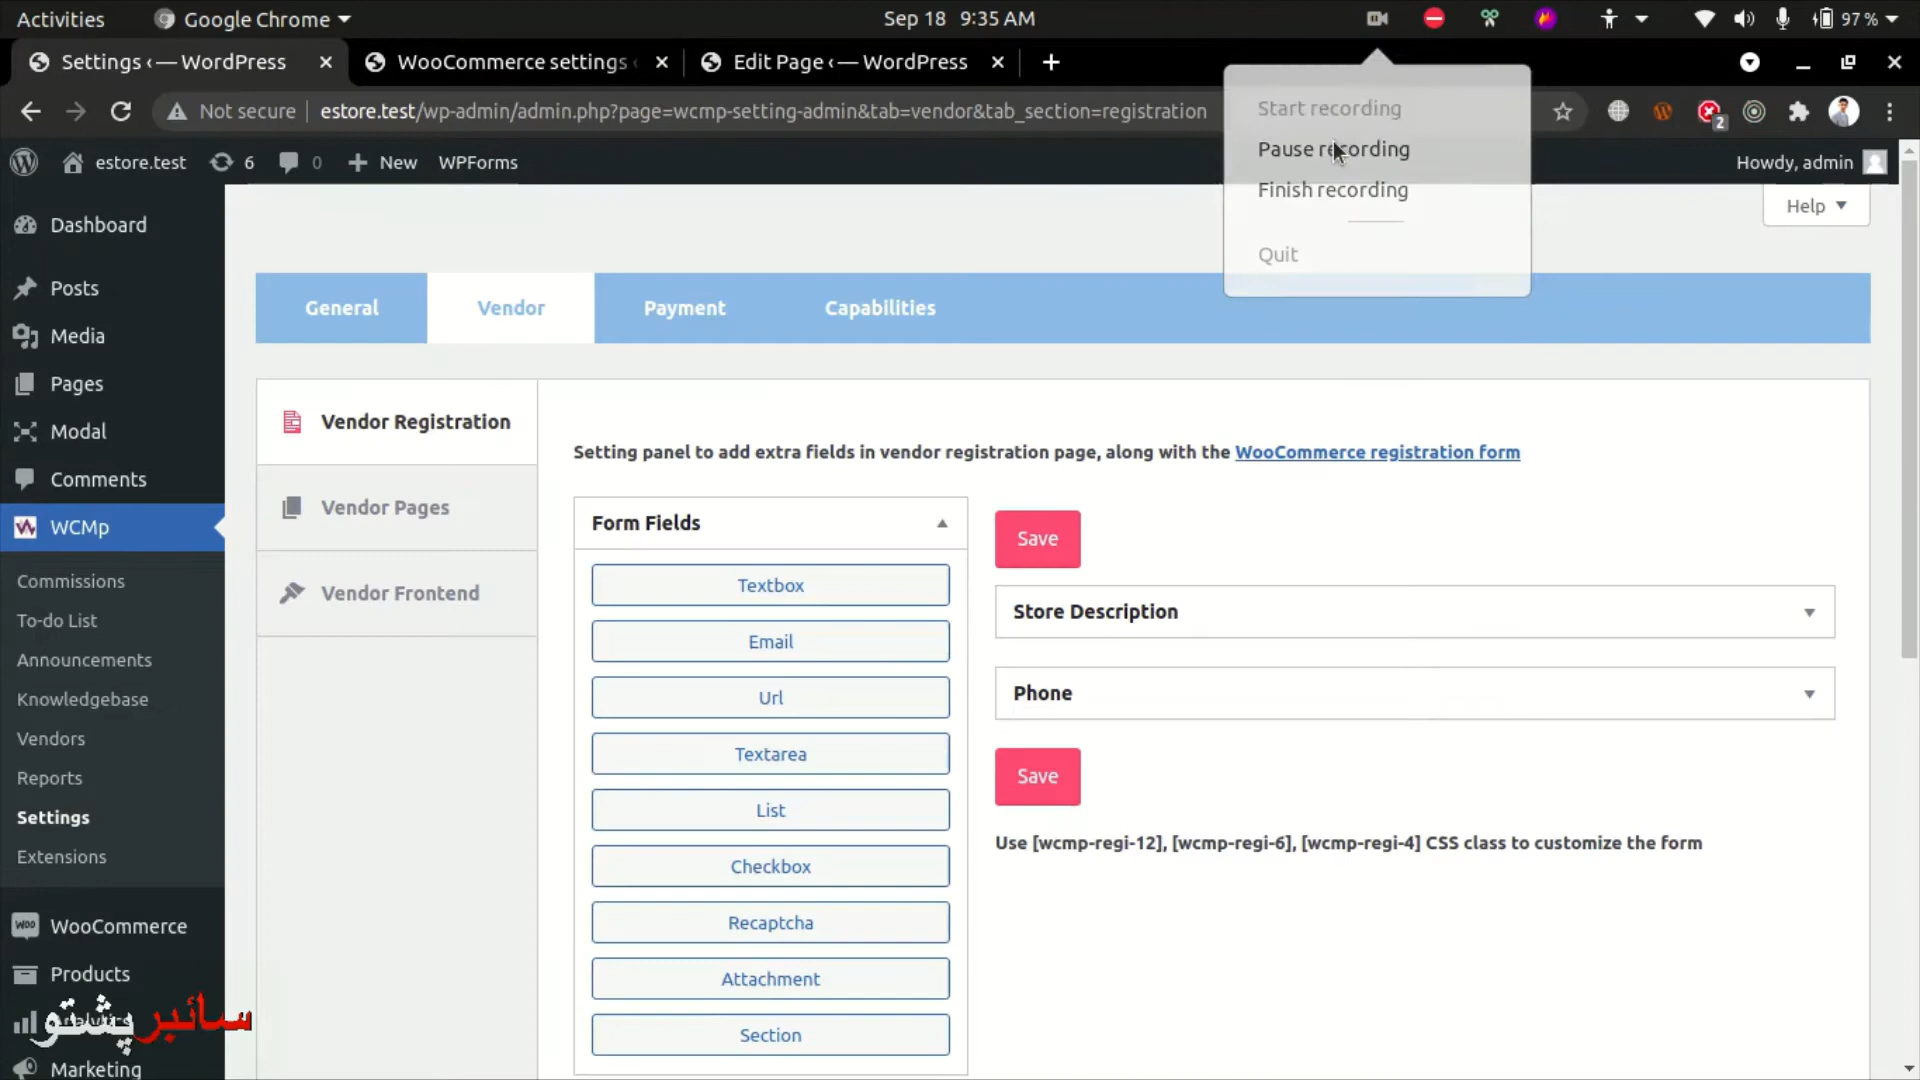 Activities
Google Chrome
Sep 18 9:35 AM
97 %
Settings ‹ — WordPress
WooCommerce settings ‹
Edit Page ‹ — WordPress
Not secure
estore.test/wp-admin/admin.php?page=wcmp-setting-admin&tab=vendor&tab_section=registration
2
Start recording
Pause recording
Finish recording
Quit
estore.test
6
0
New
WPForms
Howdy, admin
Help
Dashboard
Posts
Media
Pages
Modal
Comments
WCMp
Commissions
To-do List
Announcements
Knowledgebase
Vendors
Reports
Settings
Extensions
WooCommerce
Products
Analytics
Marketing
General
Vendor
Payment
Capabilities
Vendor Registration
Vendor Pages
Vendor Frontend
Setting panel to add extra fields in vendor registration page, along with the WooCommerce registration form
Form Fields
Textbox
Email
Url
Textarea
List
Checkbox
Recaptcha
Attachment
Section
Save
Store Description
Phone
Save
Use [wcmp-regi-12], [wcmp-regi-6], [wcmp-regi-4] CSS class to customize the form
سائبر پشتو